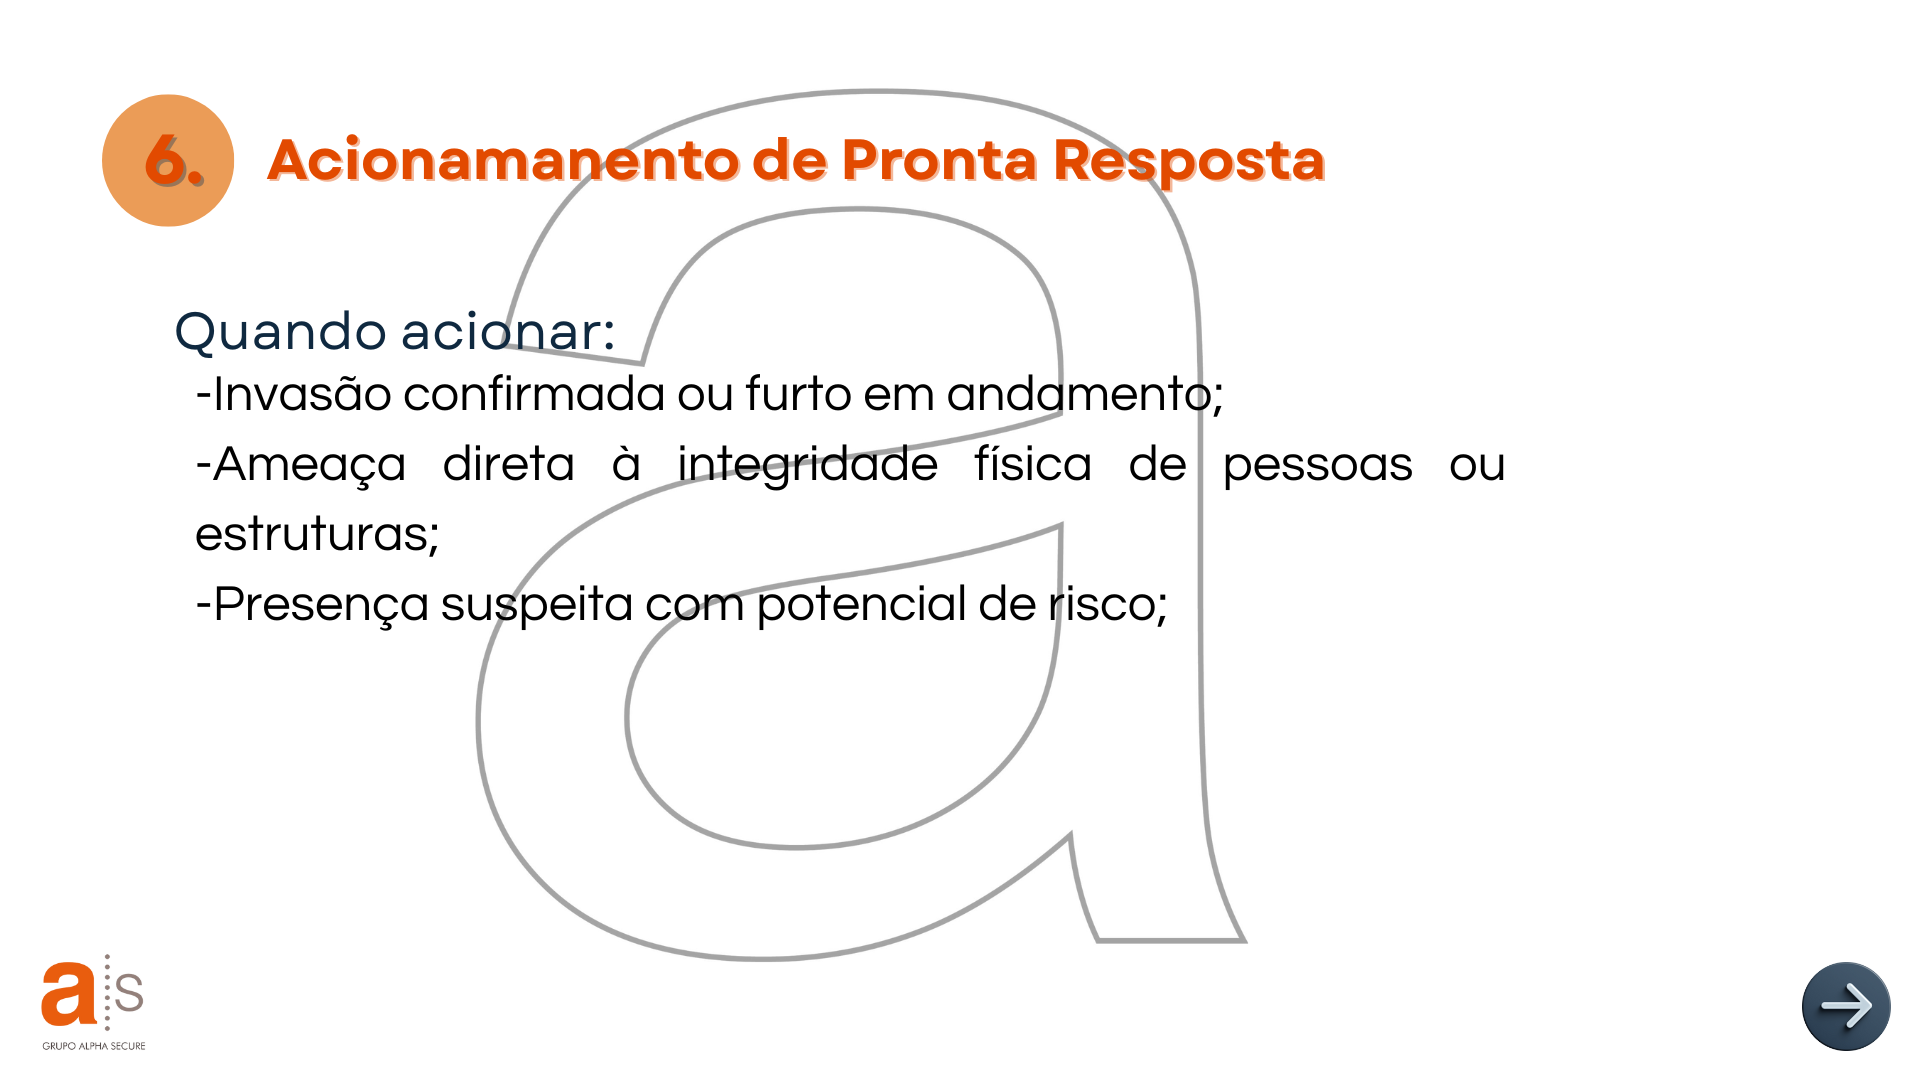 6. Acionamanento de Pronta Resposta
Quando acionar:
-Invasão confirmada ou furto em andamento;
-Ameaça direta à integridade física de pessoas ou
estruturas;
-Presença suspeita com potencial de risco;
a s
GRUPO ALPHA SECURE